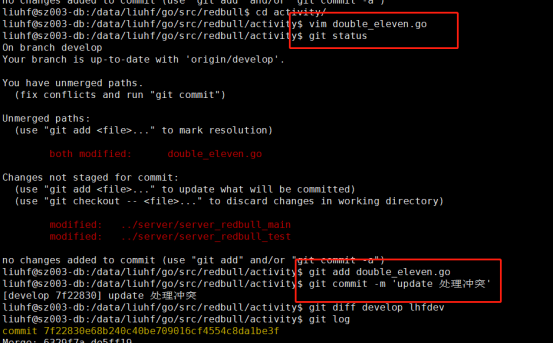 no changes added to commit (use "git add" and/or "git commit -a")
liuhf@sz003-db:/data/liuhf/go/src/redbull$ cd activity/
liuhf@sz003-db:/data/liuhf/go/src/redbull/activity$ vim double_eleven.go
liuhf@sz003-db:/data/liuhf/go/src/redbull/activity$ git status
On branch develop
Your branch is up-to-date with 'origin/develop'.
You have unmerged paths.
(fix conflicts and run "git commit")
Unmerged paths:
(use "git add <file>..." to mark resolution)
both modified: double_eleven.go
Changes not staged for commit:
(use "git add <file>..." to update what will be committed)
(use "git checkout -- <file>..." to discard changes in working directory)
modified: ../server/server_redbull_main
modified: ../server/server_redbull_test
no changes added to commit (use "git add" and/or "git commit -a")
liuhf@sz003-db:/data/liuhf/go/src/redbull/activity$ git add double_eleven.go
liuhf@sz003-db:/data/liuhf/go/src/redbull/activity$ git commit -m 'update 处理冲突'
[develop 7f22830] update 处理冲突
liuhf@sz003-db:/data/liuhf/go/src/redbull/activity$ git diff develop lhfdev
liuhf@sz003-db:/data/liuhf/go/src/redbull/activity$ git log
commit 7f22830e68b240c40be709016cf4554c8da1be3f
Merge: 6329f7a de5ff19